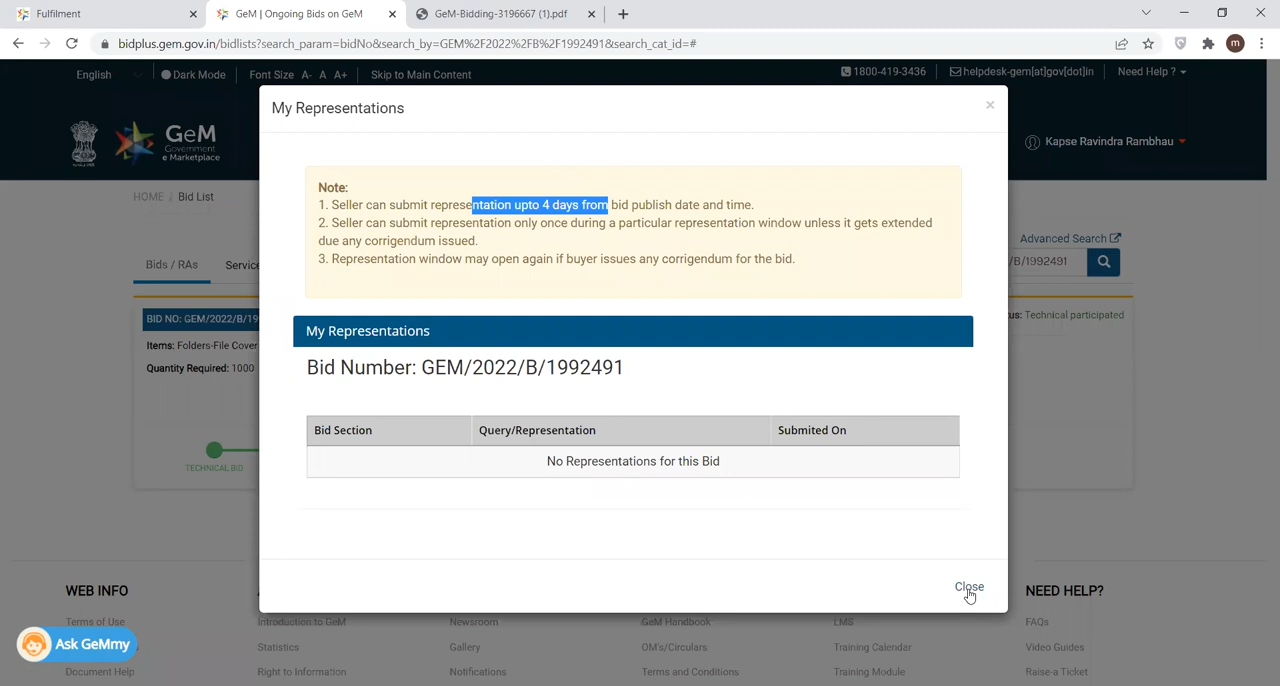 Fulfilment
GeM | Ongoing Bids on GeM
GeM-Bidding-3196667 (1).pdf
bidplus.gem.gov.in/bidlists?search_param=bidNo&search_by=GEM%2F2022%2FB%2F1992491&search_cat_id=#
m
English
Dark Mode
Font Size A- A A+
Skip to Main Content
1800-419-3436
helpdesk-gem[at]gov[dot]in
Need Help ?
GeM
Government
e Marketplace
Kapse Ravindra Rambhau
My Representations
×
HOME / Bid List
Note:
1. Seller can submit representation upto 4 days from bid publish date and time.
2. Seller can submit representation only once during a particular representation window unless it gets extended
due any corrigendum issued.
3. Representation window may open again if buyer issues any corrigendum for the bid.
Advanced Search
Bids / RAs
Service
/B/1992491
BID NO: GEM/2022/B/19
us: Technical participated
Items: Folders-File Cover
Quantity Required: 1000
TECHNICAL BID
My Representations
Bid Number: GEM/2022/B/1992491
Bid Section
Query/Representation
Submited On
No Representations for this Bid
Close
WEB INFO
NEED HELP?
Terms of Use
Introduction to GeM
Newsroom
GeM Handbook
LMS
FAQs
Statistics
Gallery
OM's/Circulars
Training Calendar
Video Guides
Document Help
Right to Information
Notifications
Terms and Conditions
Training Module
Raise-a Ticket
Ask GeMmy